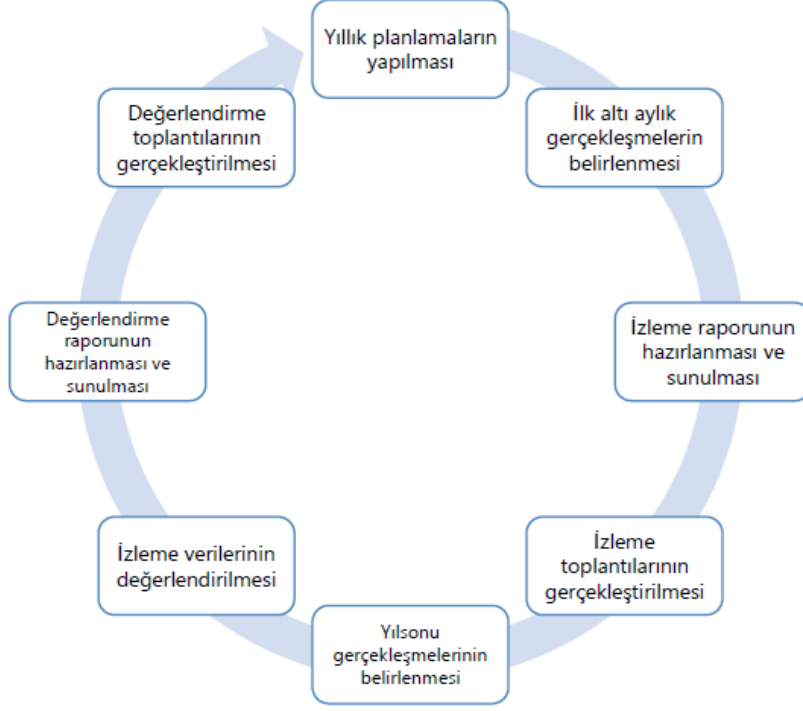 Yıllık planlamaların
yapılması
İlk altı aylık
gerçekleşmelerin
belirlenmesi
İzleme raporunun
hazırlanması ve
sunulması
İzleme
toplantılarının
gerçekleştirilmesi
Yılsonu
gerçekleşmelerinin
belirlenmesi
İzleme verilerinin
değerlendirilmesi
Değerlendirme
raporunun
hazırlanması ve
sunulması
Değerlendirme
toplantılarının
gerçekleştirilmesi